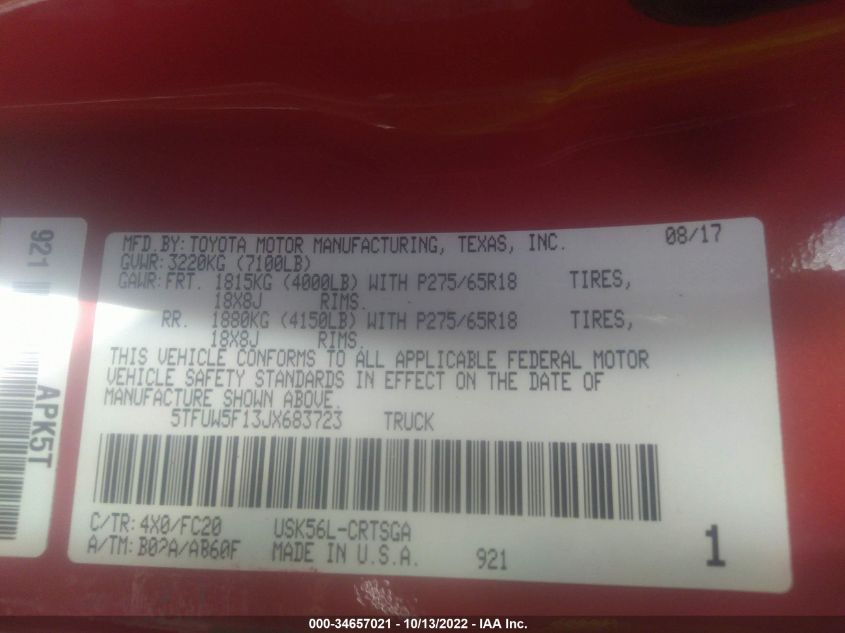 921
APK5T
MFD.BY: TOYOTA MOTOR MANUFACTURING, TEXAS, INC. 08/17
GVWR: 3220KG (7100LB)
GAWR: FRT. 1815KG (4000LB) WITH P275/65R18 TIRES,
18X8J RIMS.
RR. 1880KG (4150LB) WITH P275/65R18 TIRES,
18X8J RIMS.
THIS VEHICLE CONFORMS TO ALL APPLICABLE FEDERAL MOTOR
VEHICLE SAFETY STANDARDS IN EFFECT ON THE DATE OF
MANUFACTURE SHOWN ABOVE.
5TFUW5F13JX683723 TRUCK
C/TR: 4X0/FC20 USK56L-CRTSGA
A/TM: B02A/AB60F MADE IN U.S.A. 921 1
000-34657021 - 10/13/2022 - IAA Inc.